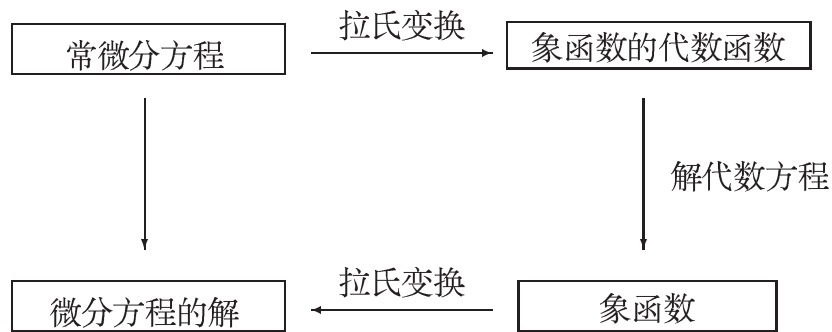 拉氏变换
常微分方程
象函数的代数函数
解代数方程
拉氏变换
微分方程的解
象函数